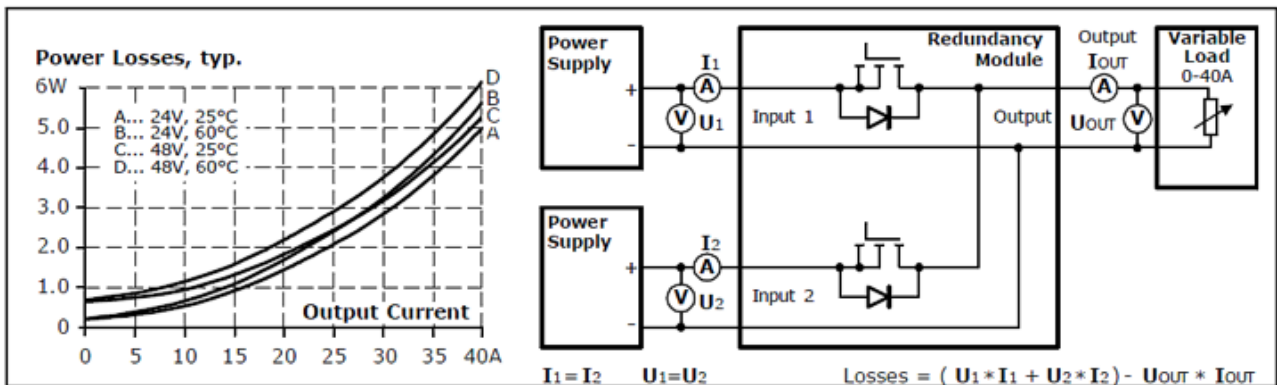 Power Losses, typ.
6W
5.0
4.0
3.0
2.0
1.0
0
A... 24V, 25°C
B... 24V, 60°C
C... 48V, 25°C
D... 48V, 60°C
D
B
C
A
Output Current
0 5 10 15 20 25 30 35 40A
Power
Supply
+
-
I1
A
V U1
Input 1
Redundancy
Module
Output
Output
IOUT
A
UOUT V
Variable
Load
0-40A
Power
Supply
+
-
I2
A
V U2
Input 2
I1=I2 U1=U2 Losses = ( U1*I1 + U2*I2 ) - UOUT * IOUT